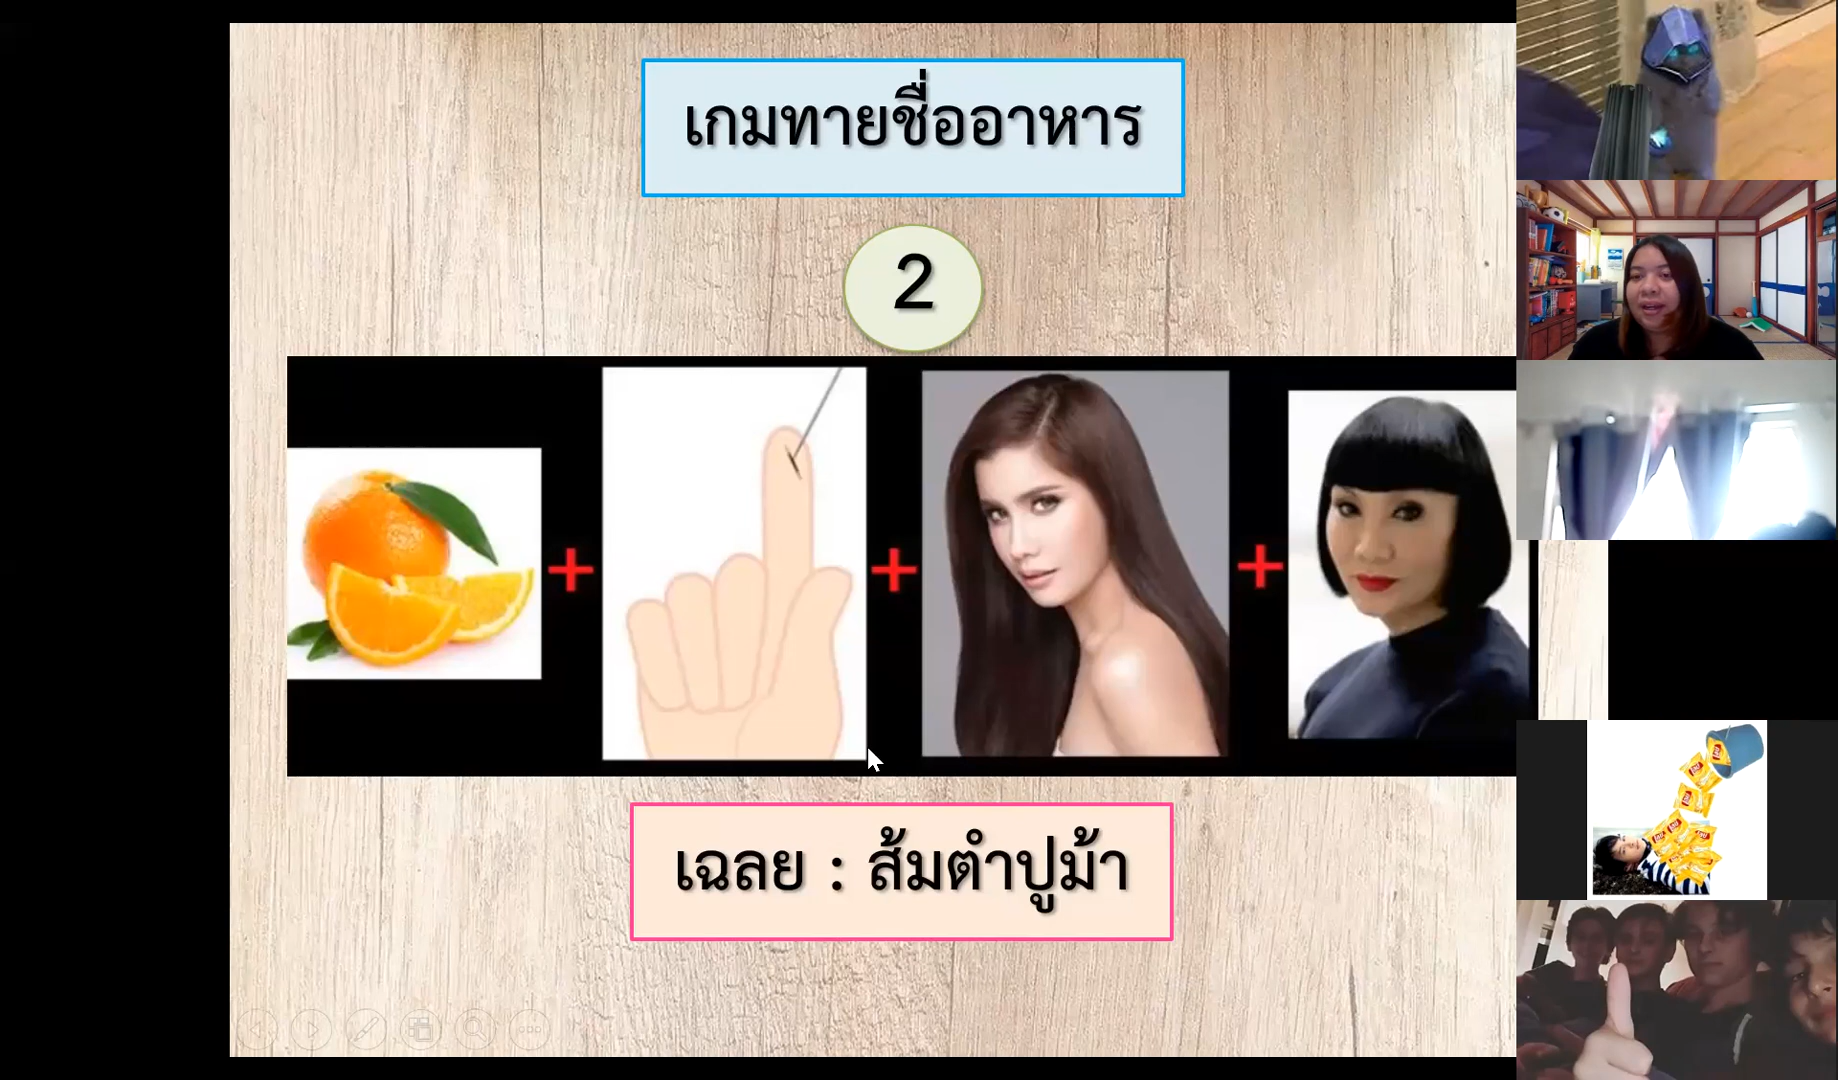 เกมทายชื่ออาหาร
2
+ + +
เฉลย : ส้มตำปูม้า